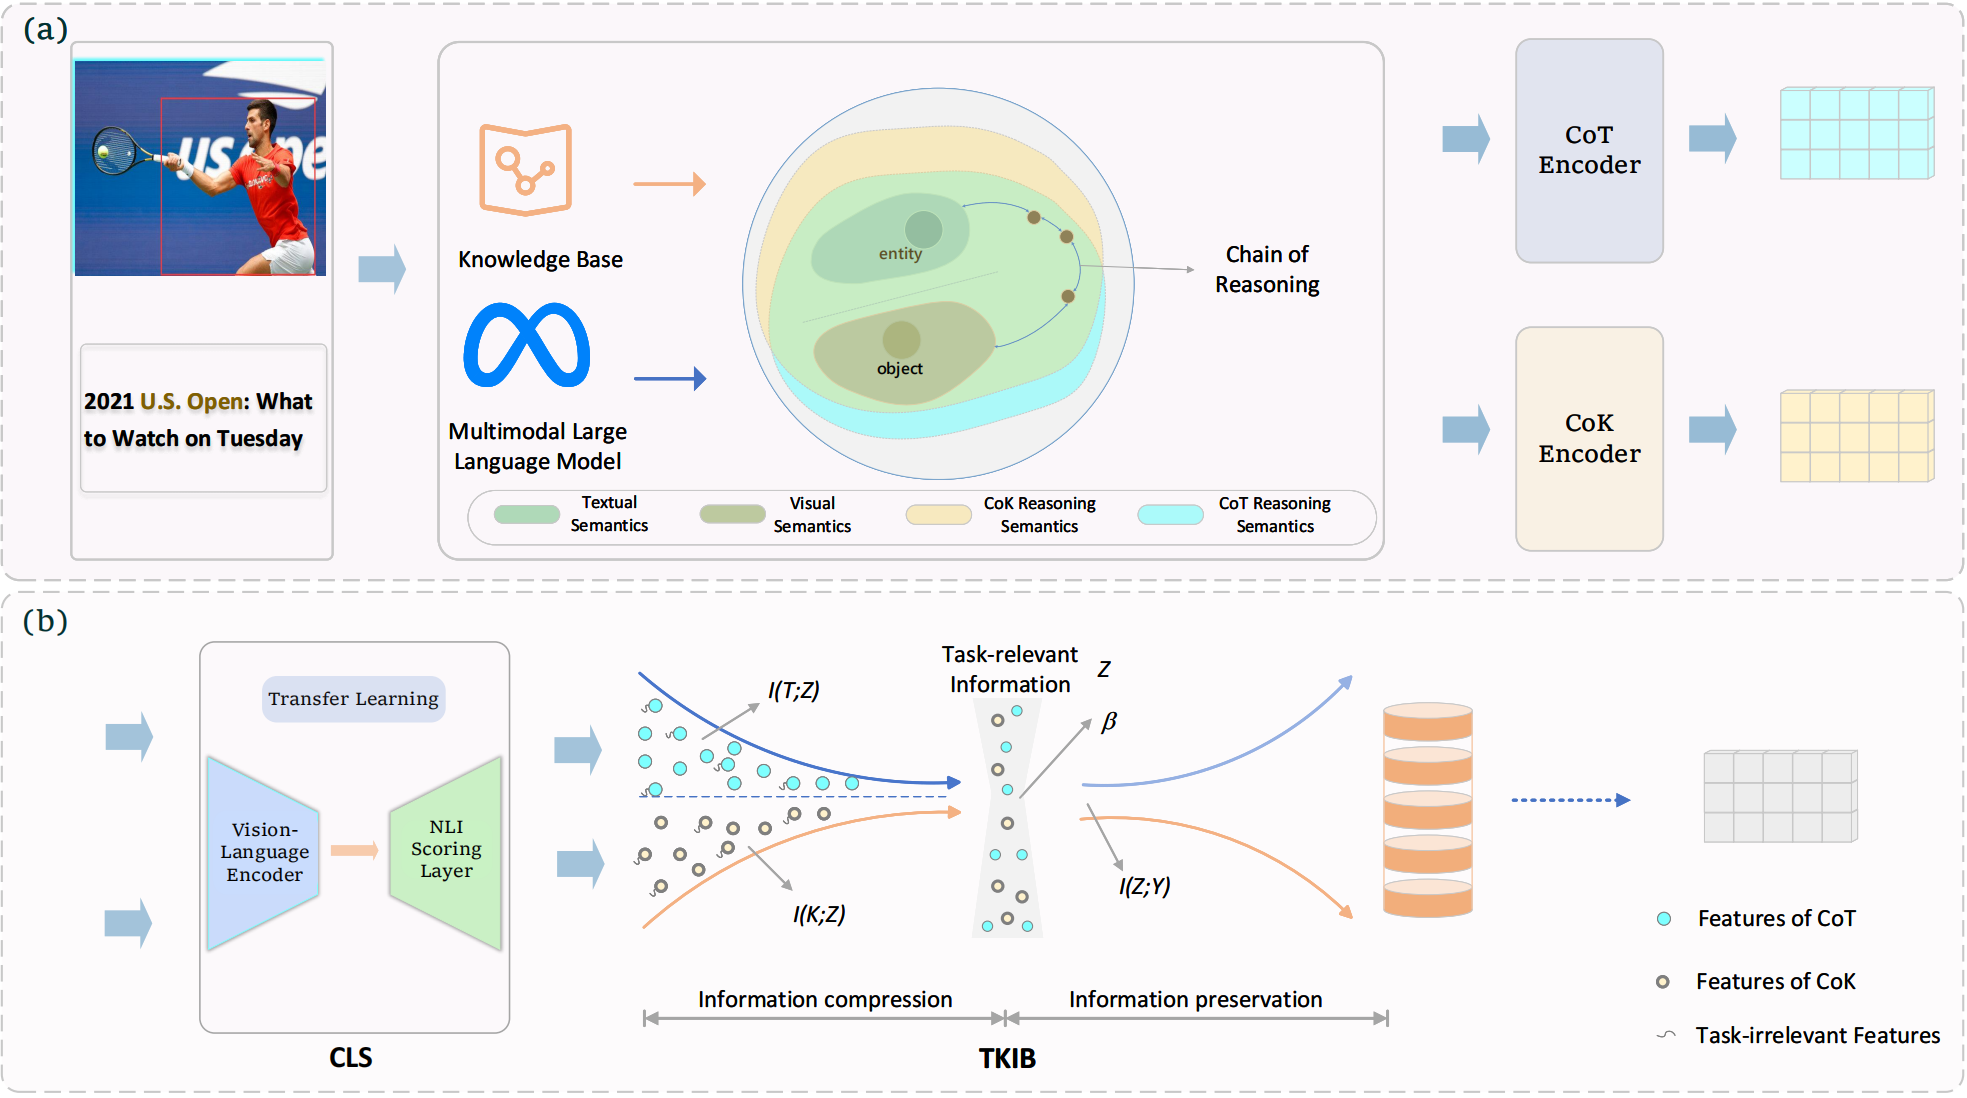 (a)
us open
2021 U.S. Open: What
to Watch on Tuesday
Knowledge Base
Multimodal Large
Language Model
entity
object
Chain of
Reasoning
Textual
Semantics
Visual
Semantics
CoK Reasoning
Semantics
CoT Reasoning
Semantics
CoT
Encoder
CoK
Encoder
(b)
Transfer Learning
Vision-
Language
Encoder
NLI
Scoring
Layer
CLS
I(T;Z)
I(K;Z)
Task-relevant
Information
Z
β
I(Z;Y)
Information compression
Information preservation
TKIB
Features of CoT
Features of CoK
Task-irrelevant Features